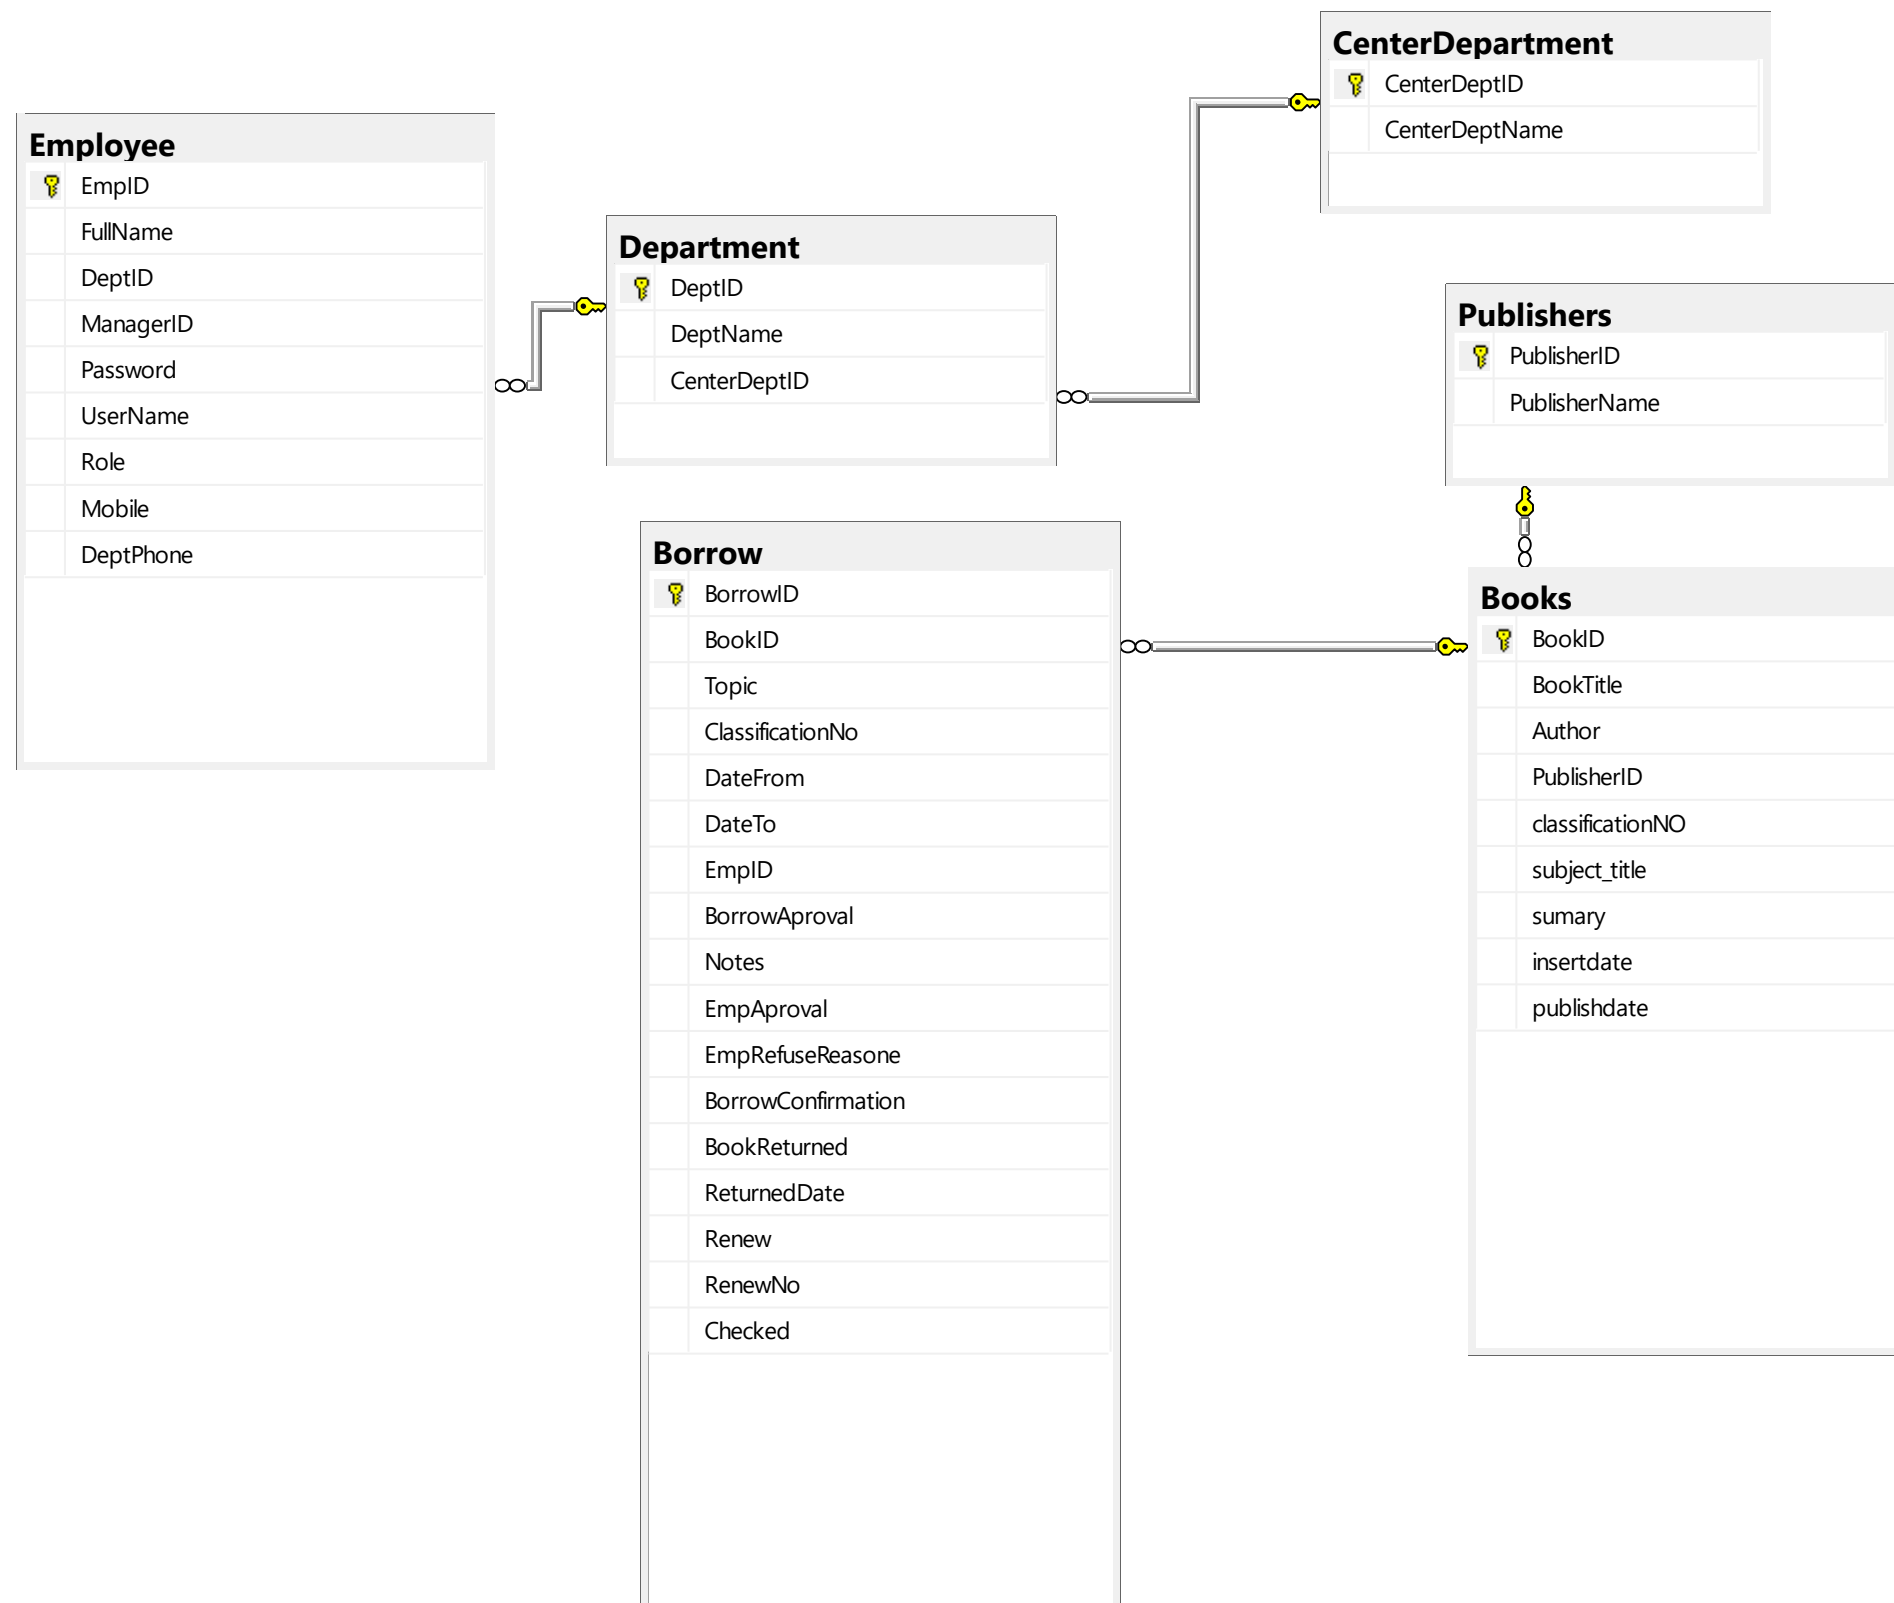 CenterDepartment
CenterDeptID
CenterDeptName
Employee
EmpID
FullName
DeptID
ManagerID
Password
UserName
Role
Mobile
DeptPhone
Department
DeptID
DeptName
CenterDeptID
Publishers
PublisherID
PublisherName
Borrow
BorrowID
BookID
Topic
ClassificationNo
DateFrom
DateTo
EmpID
BorrowAproval
Notes
EmpAproval
EmpRefuseReasone
BorrowConfirmation
BookReturned
ReturnedDate
Renew
RenewNo
Checked
Books
BookID
BookTitle
Author
PublisherID
classificationNO
subject_title
sumary
insertdate
publishdate